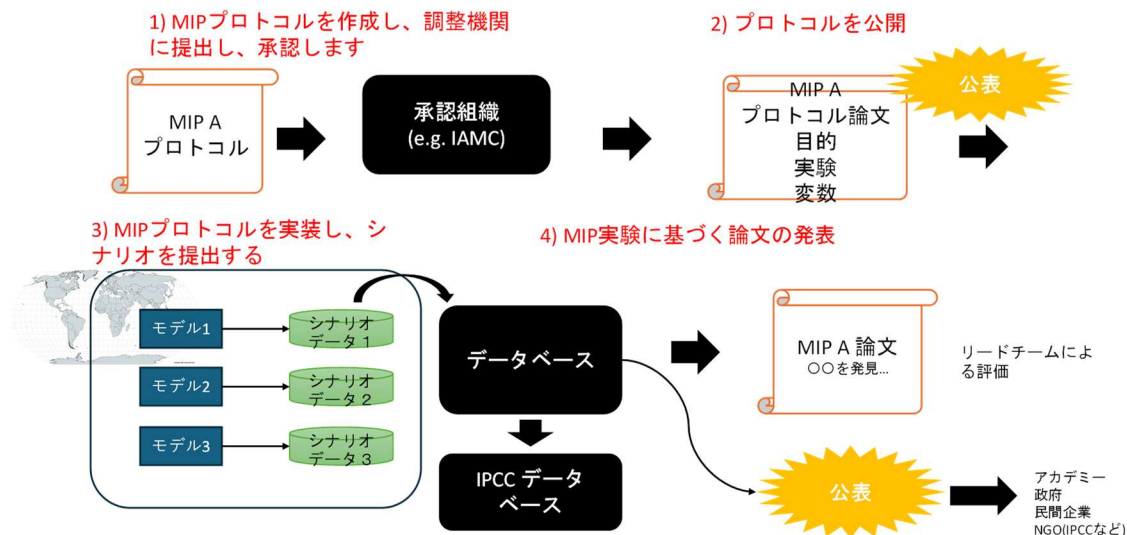 1) MIPプロトコルを作成し、調整機関
に提出し、承認します
2) プロトコルを公開
MIP A
プロトコル
承認組織
(e.g. IAMC)
MIP A
プロトコル論文
目的
実験
変数
公表
3) MIPプロトコルを実装し、シ
ナリオを提出する
4) MIP実験に基づく論文の発表
モデル1
シナリオ
データ１
モデル2
シナリオ
データ２
モデル3
シナリオ
データ３
データベース
IPCC データ
ベース
MIP A 論文
〇〇を発見...
リードチームによ
る評価
公表
アカデミー
政府
民間企業
NGO(IPCCなど)